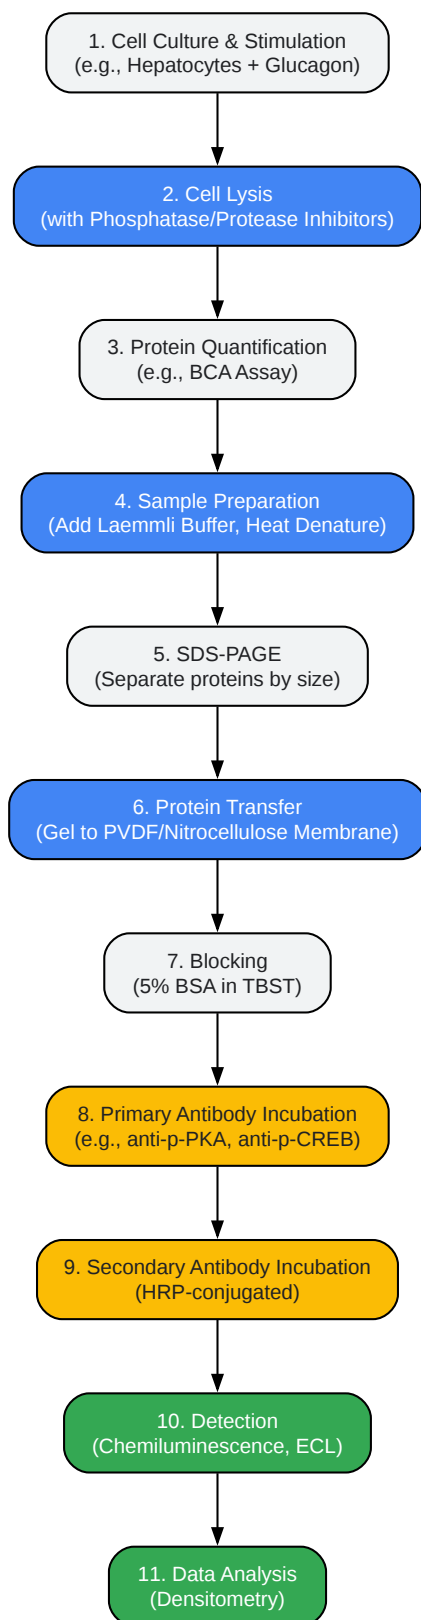 1. Cell Culture & Stimulation
(e.g., Hepatocytes + Glucagon)
2. Cell Lysis
(with Phosphatase/Protease Inhibitors)
3. Protein Quantification
(e.g., BCA Assay)
4. Sample Preparation
(Add Laemmli Buffer, Heat Denature)
5. SDS-PAGE
(Separate proteins by size)
6. Protein Transfer
(Gel to PVDF/Nitrocellulose Membrane)
7. Blocking
(5% BSA in TBST)
8. Primary Antibody Incubation
(e.g., anti-p-PKA, anti-p-CREB)
9. Secondary Antibody Incubation
(HRP-conjugated)
10. Detection
(Chemiluminescence, ECL)
11. Data Analysis
(Densitometry)